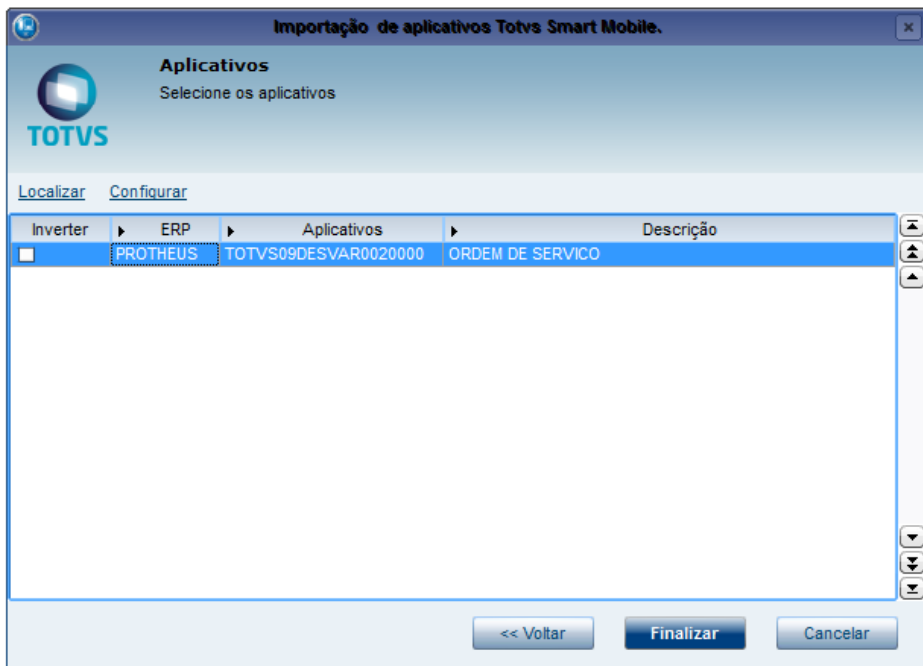 Importação de aplicativos Totvs Smart Mobile.
Aplicativos
Selecione os aplicativos
TOTVS
Localizar Configurar
Inverter ERP Aplicativos Descrição
PROTHEUS TOTVS09DESVAR0020000 ORDEM DE SERVICO
<< Voltar Finalizar Cancelar